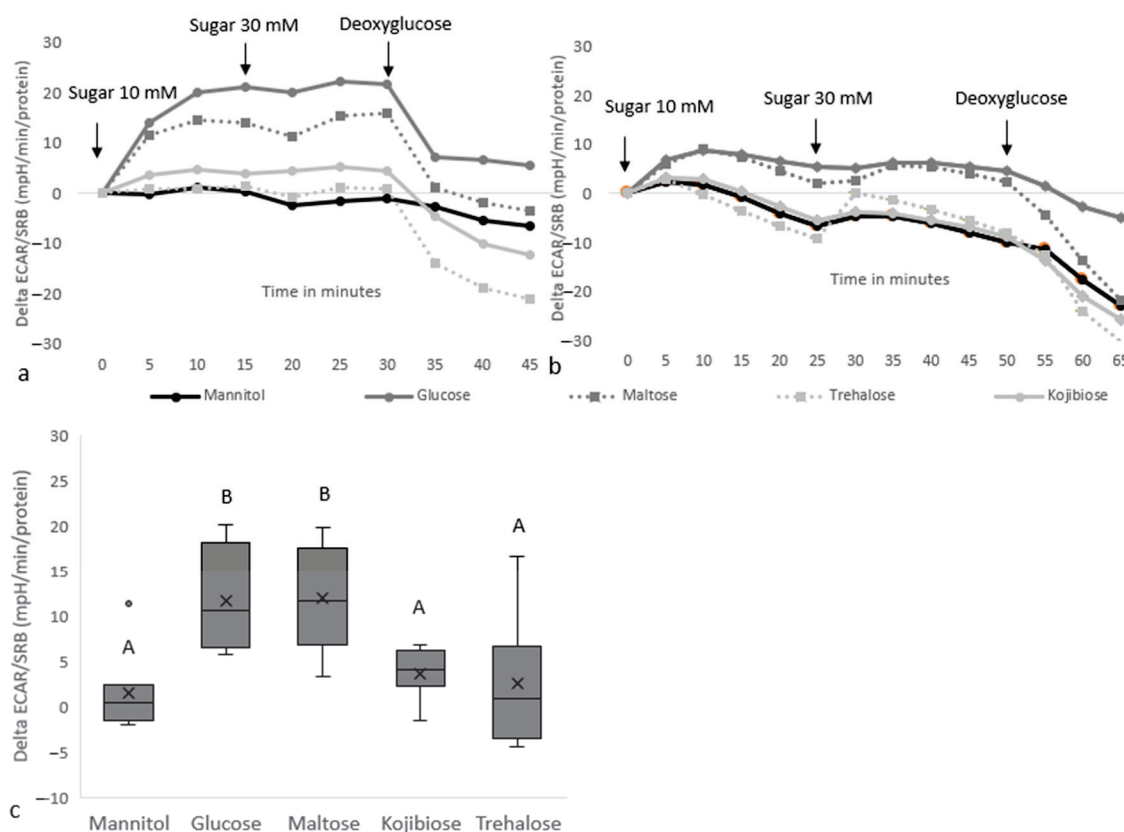 a
Sugar 30 mM
Deoxyglucose
Sugar 10 mM
Delta ECAR/SRB (mpH/min/protein)
30
20
10
0
−10
−20
−30
Time in minutes
0 5 10 15 20 25 30 35 40 45
a
Sugar 10 mM
Sugar 30 mM
Deoxyglucose
Delta ECAR/SRB (mpH/min/protein)
30
20
10
0
−10
−20
−30
Time in minutes
0 5 10 15 20 25 30 35 40 45 50 55 60 65
b
Mannitol Glucose Maltose Trehalose Kojibiose
Delta ECAR/SRB (mpH/min/protein)
30
25
20
15
10
5
0
−5
−10
A
B
B
A
A
Mannitol Glucose Maltose Kojibiose Trehalose
c